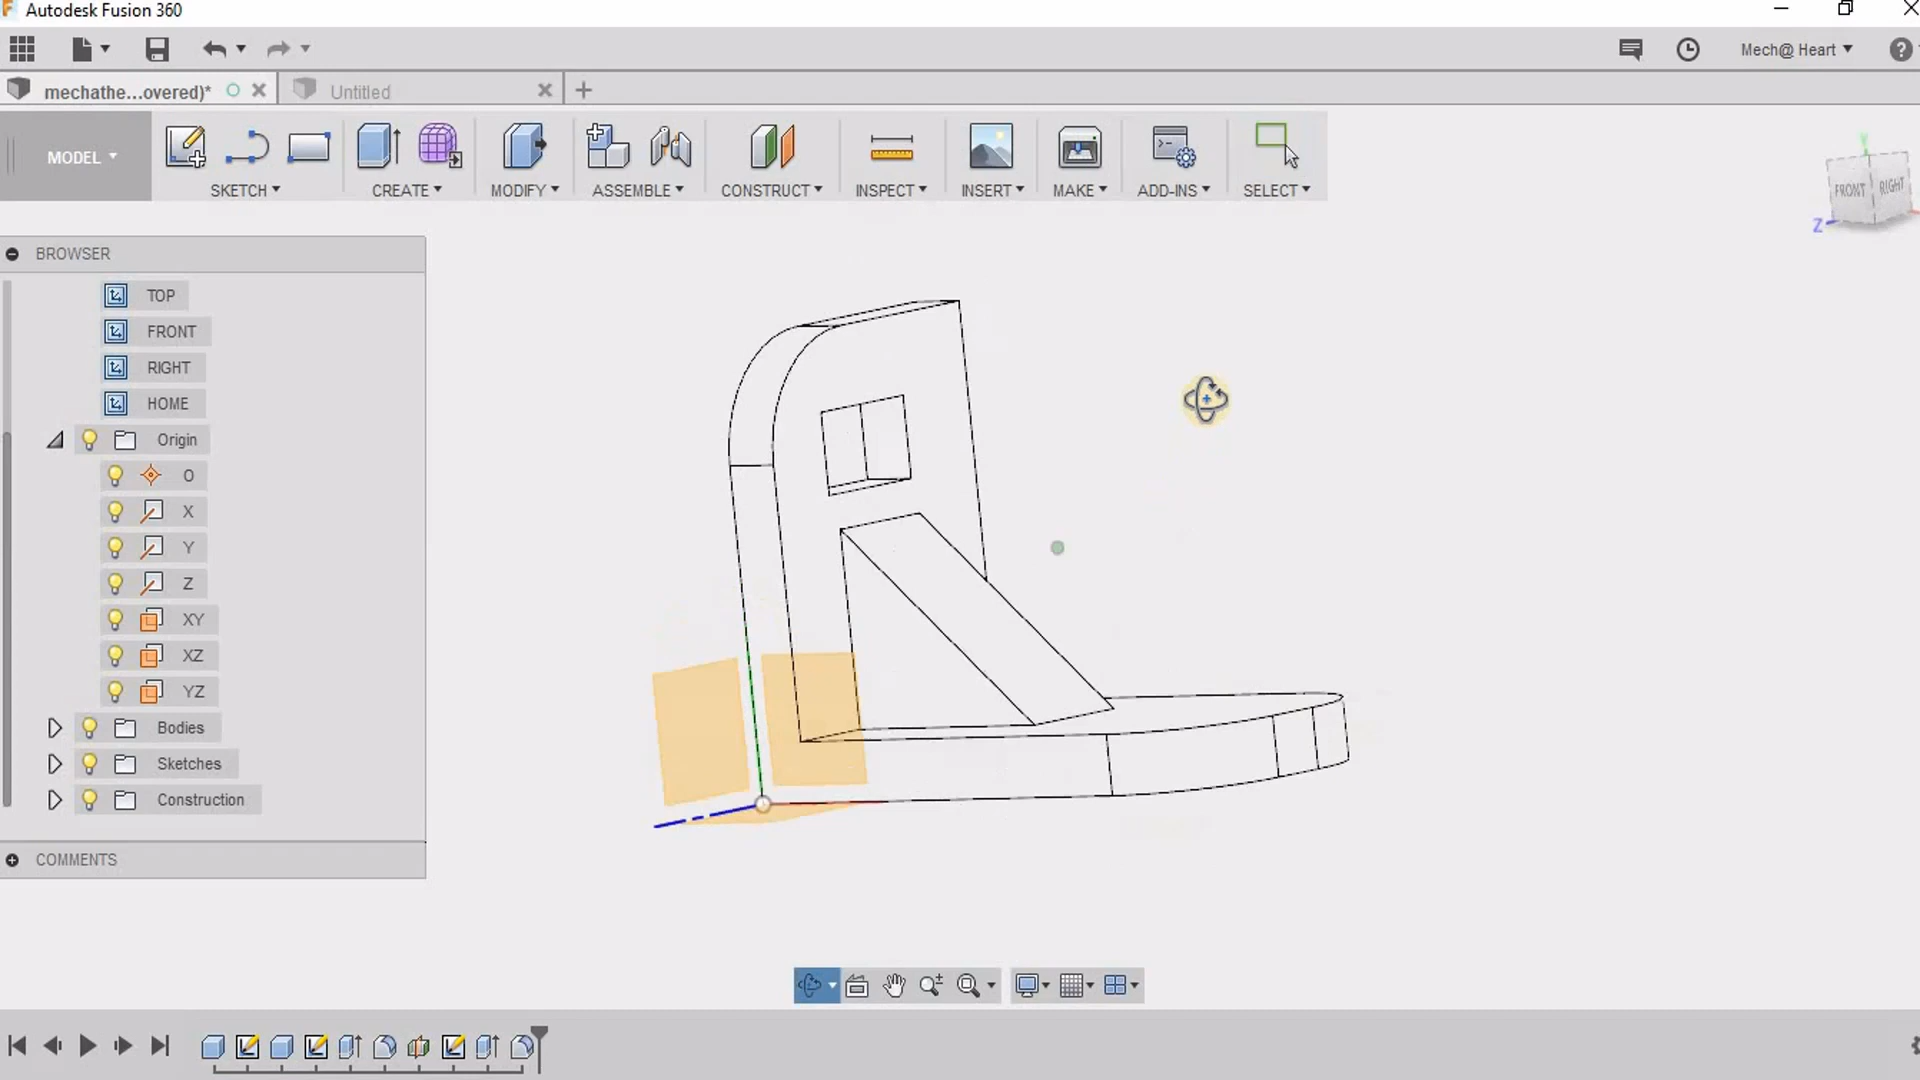 Autodesk Fusion 360
Mech@ Heart
mechathe...overed)*
Untitled
MODEL
SKETCH
CREATE
MODIFY
ASSEMBLE
CONSTRUCT
INSPECT
INSERT
MAKE
ADD-INS
SELECT
Y
FRONT
RIGHT
Z
BROWSER
TOP
FRONT
RIGHT
HOME
Origin
O
X
Y
Z
XY
XZ
YZ
Bodies
Sketches
Construction
COMMENTS